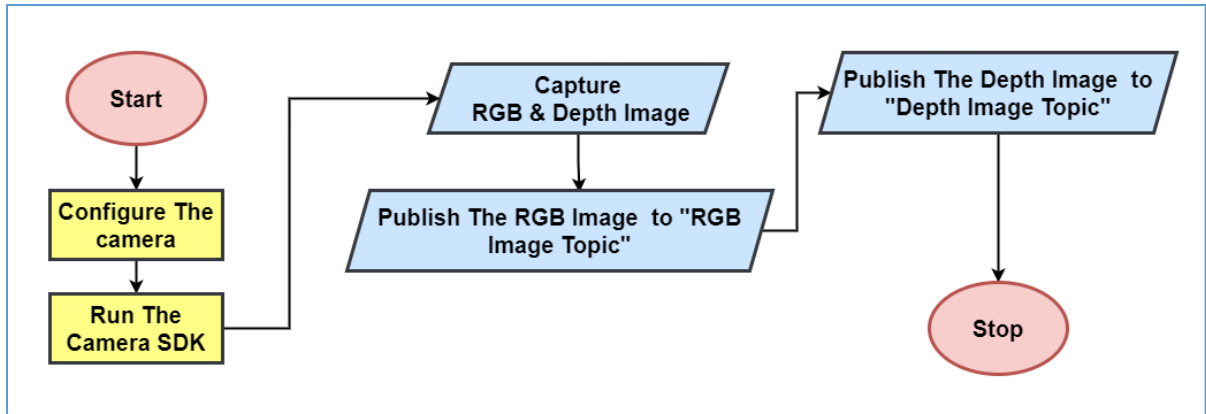 Start
Configure The
camera
Run The
Camera SDK
Capture
RGB & Depth Image
Publish The RGB Image to "RGB
Image Topic"
Publish The Depth Image to
"Depth Image Topic"
Stop